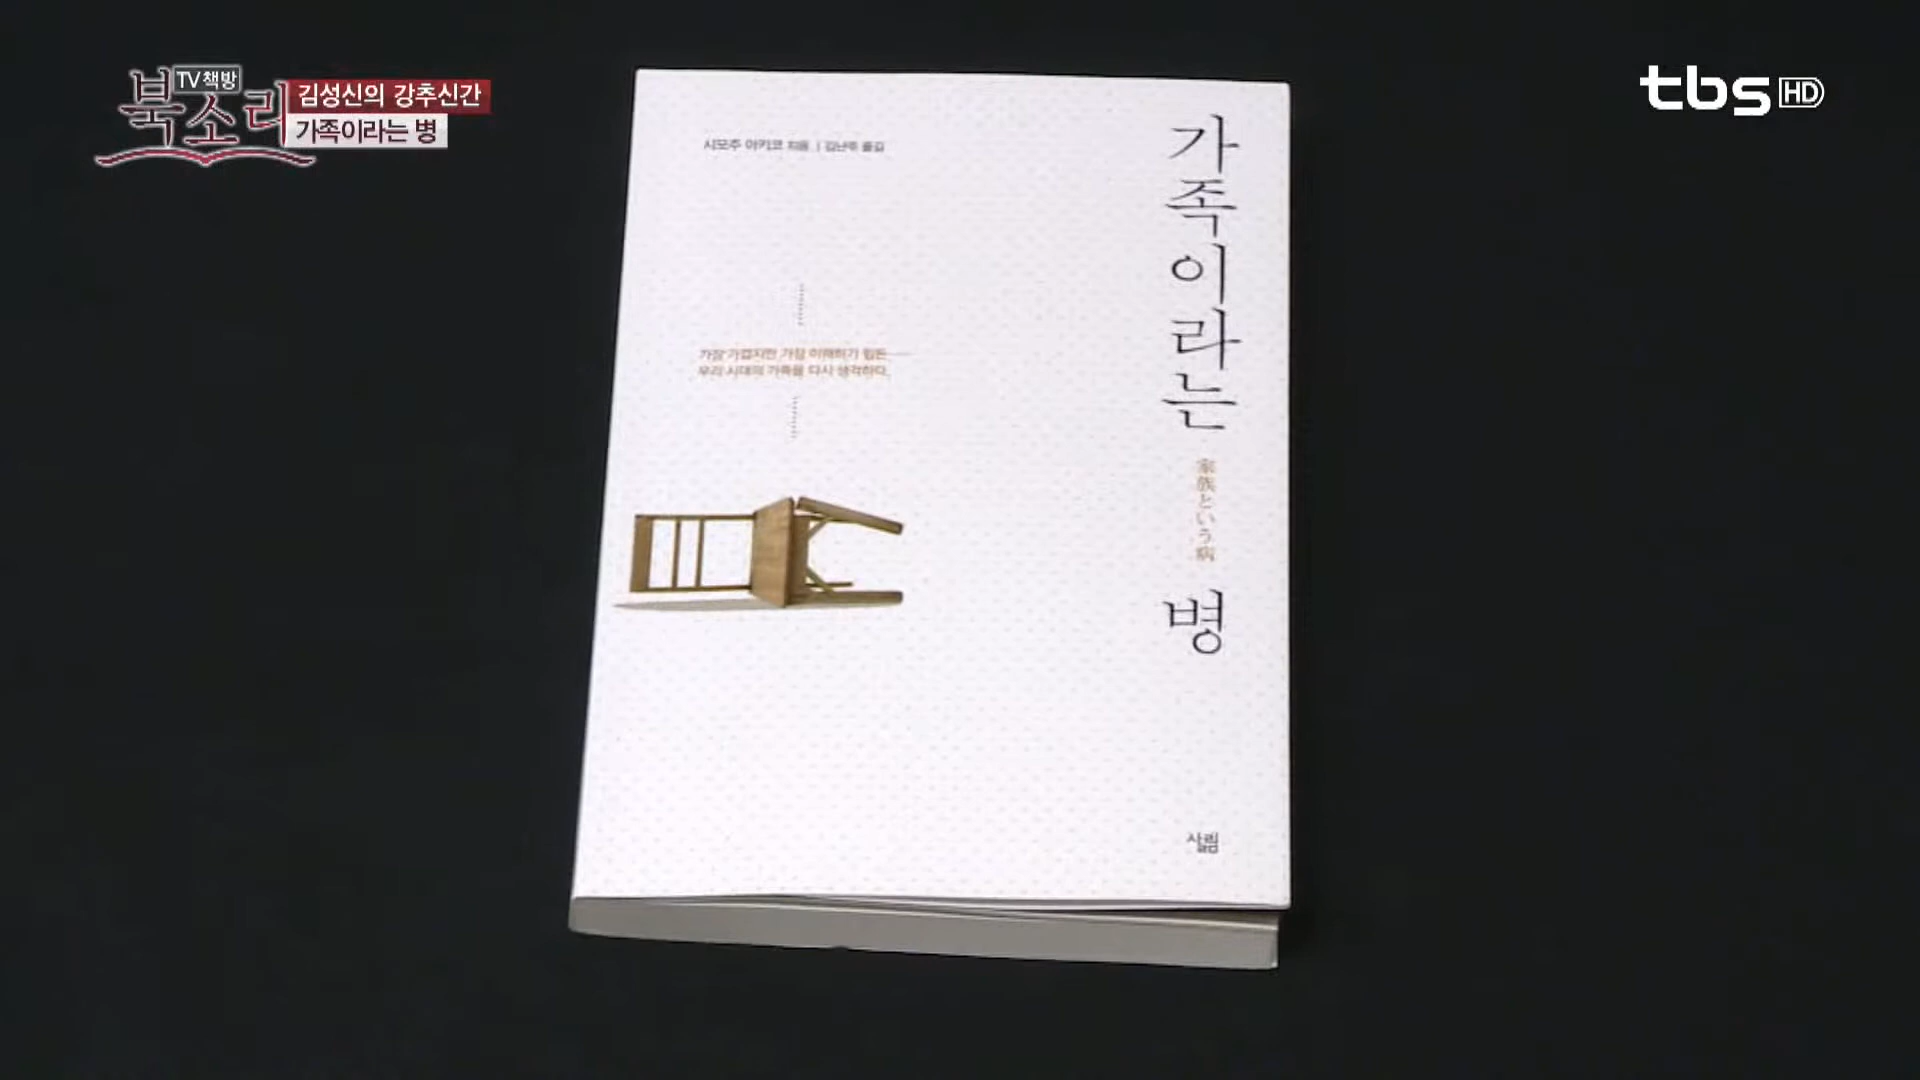 TV책방
북소리
김성신의 강추신간
가족이라는 병
tbs HD
시모주 아키코 지음 | 김난주 옮김
가장 가깝지만 가장 이해하기 힘든
우리 시대의 가족을 다시 생각하다
가족이라는
家族という病
병
살림